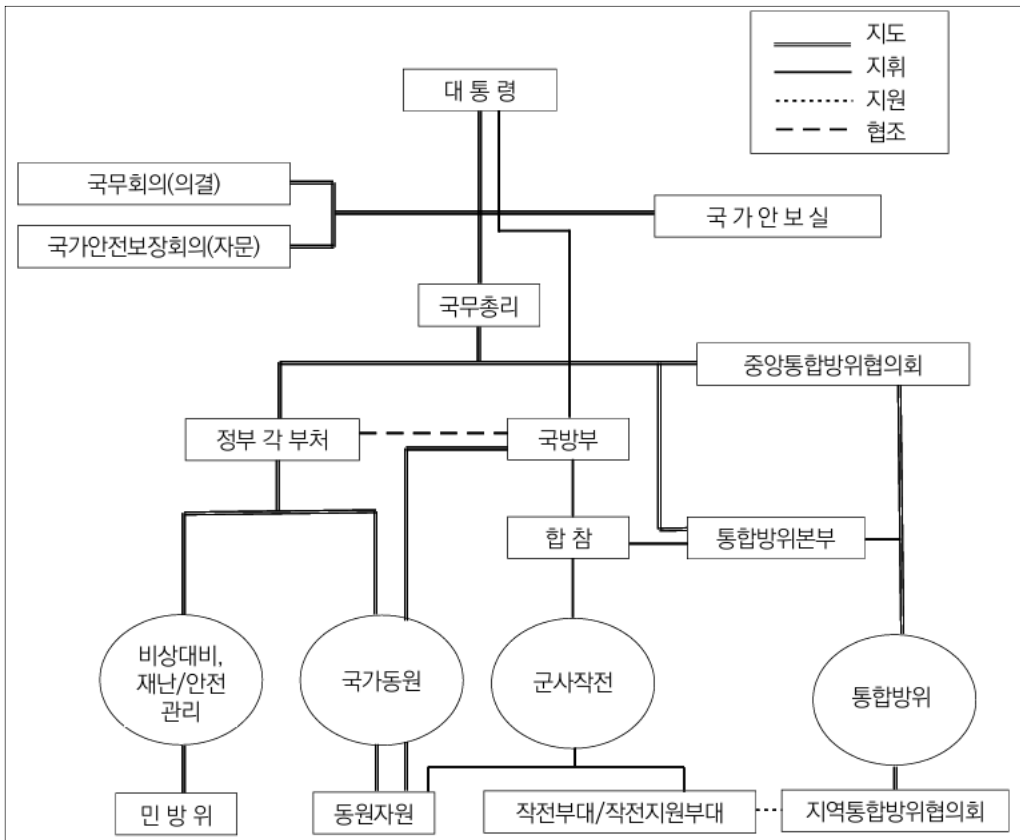 지도
지휘
지원
협조
대 통 령
국무회의(의결)
국가안전보장회의(자문)
국 가 안 보 실
국무총리
중앙통합방위협의회
정부 각 부처
국방부
합 참
통합방위본부
비상대비,
재난/안전
관리
국가동원
군사작전
통합방위
민 방 위
동원자원
작전부대/작전지원부대
지역통합방위협의회